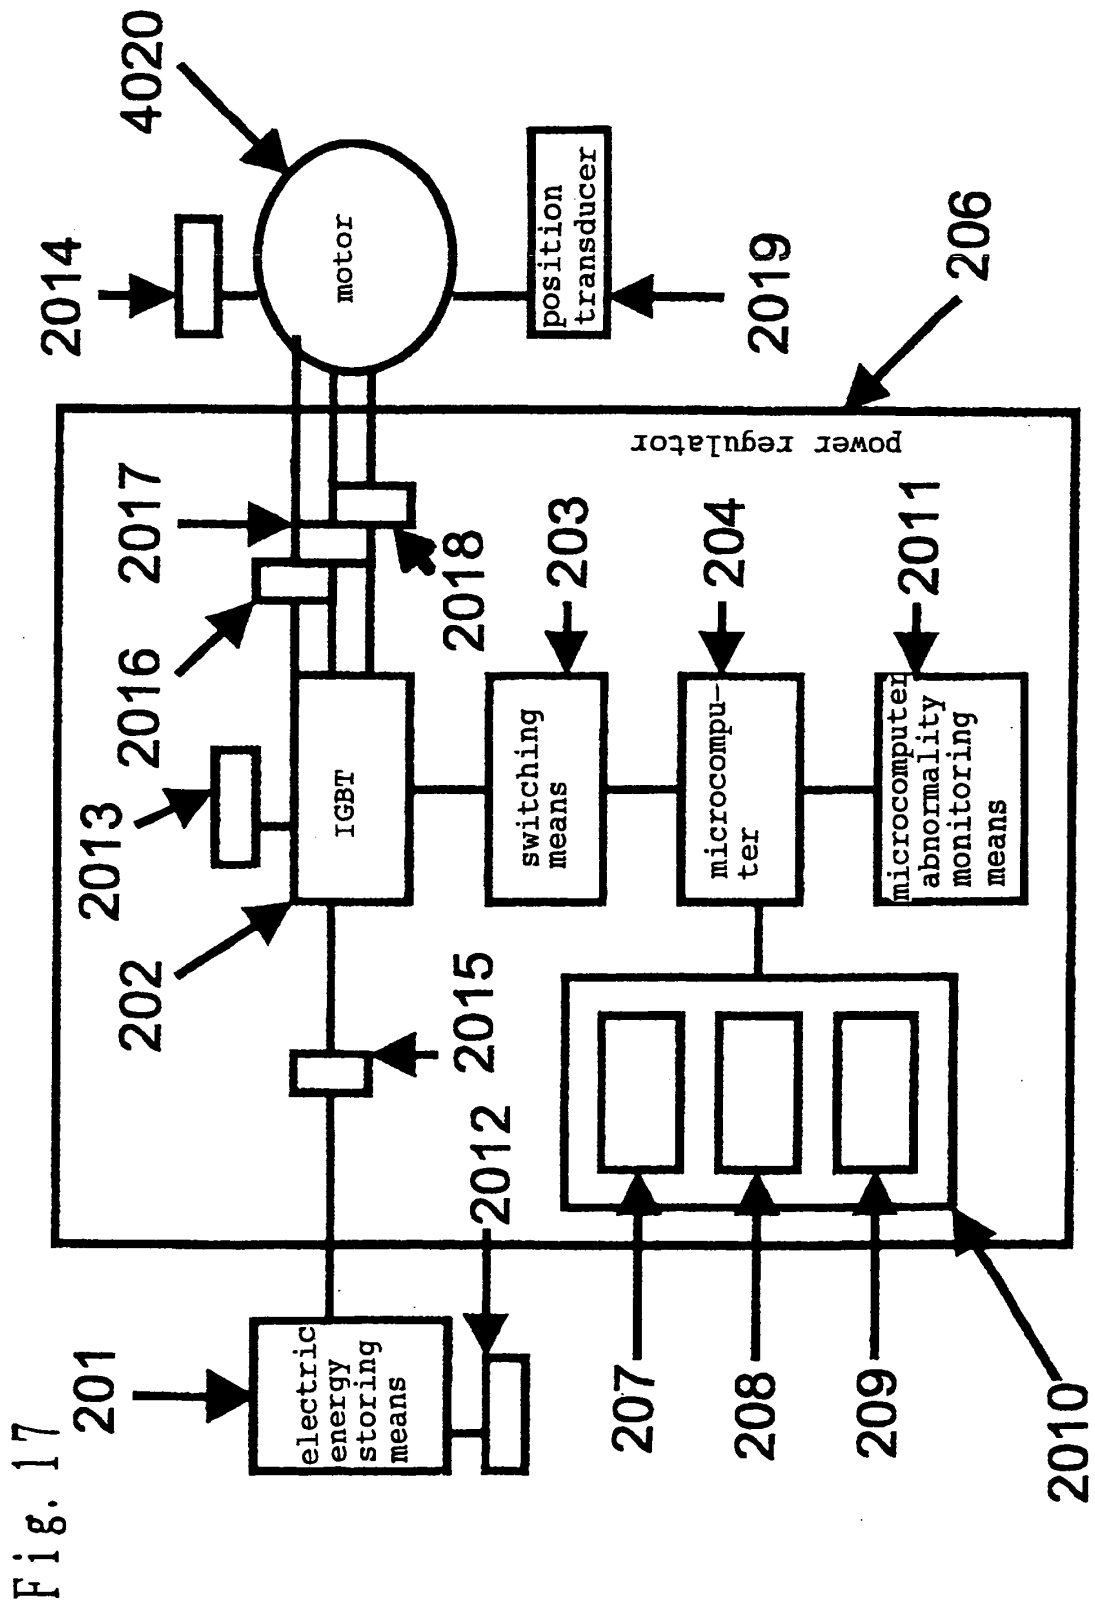 Fig. 17
201
electric
energy
storing
means
2012
2015
202
IGBT
2013
2016
2017
2018
2014
4020
motor
position
transducer
2019
206
power regulator
203
switching
means
204
microcompu-
ter
2011
microcomputer
abnormality
monitoring
means
207
208
209
2010